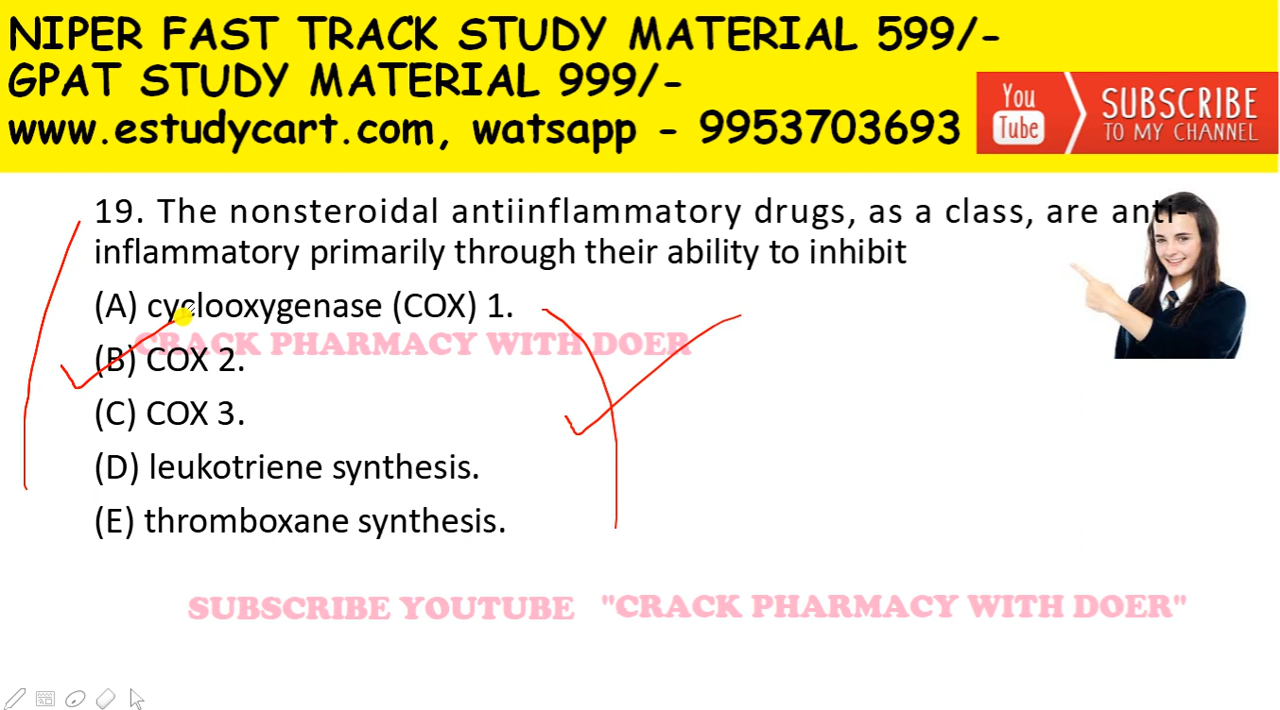 NIPER FAST TRACK STUDY MATERIAL 599/-
GPAT STUDY MATERIAL 999/-
www.estudycart.com, watsapp - 9953703693
You
Tube
SUBSCRIBE
TO MY CHANNEL
19. The nonsteroidal antiinflammatory drugs, as a class, are anti-
inflammatory primarily through their ability to inhibit
(A) cyclooxygenase (COX) 1.
CRACK PHARMACY WITH DOER
(B) COX 2.
(C) COX 3.
(D) leukotriene synthesis.
(E) thromboxane synthesis.
SUBSCRIBE YOUTUBE "CRACK PHARMACY WITH DOER"